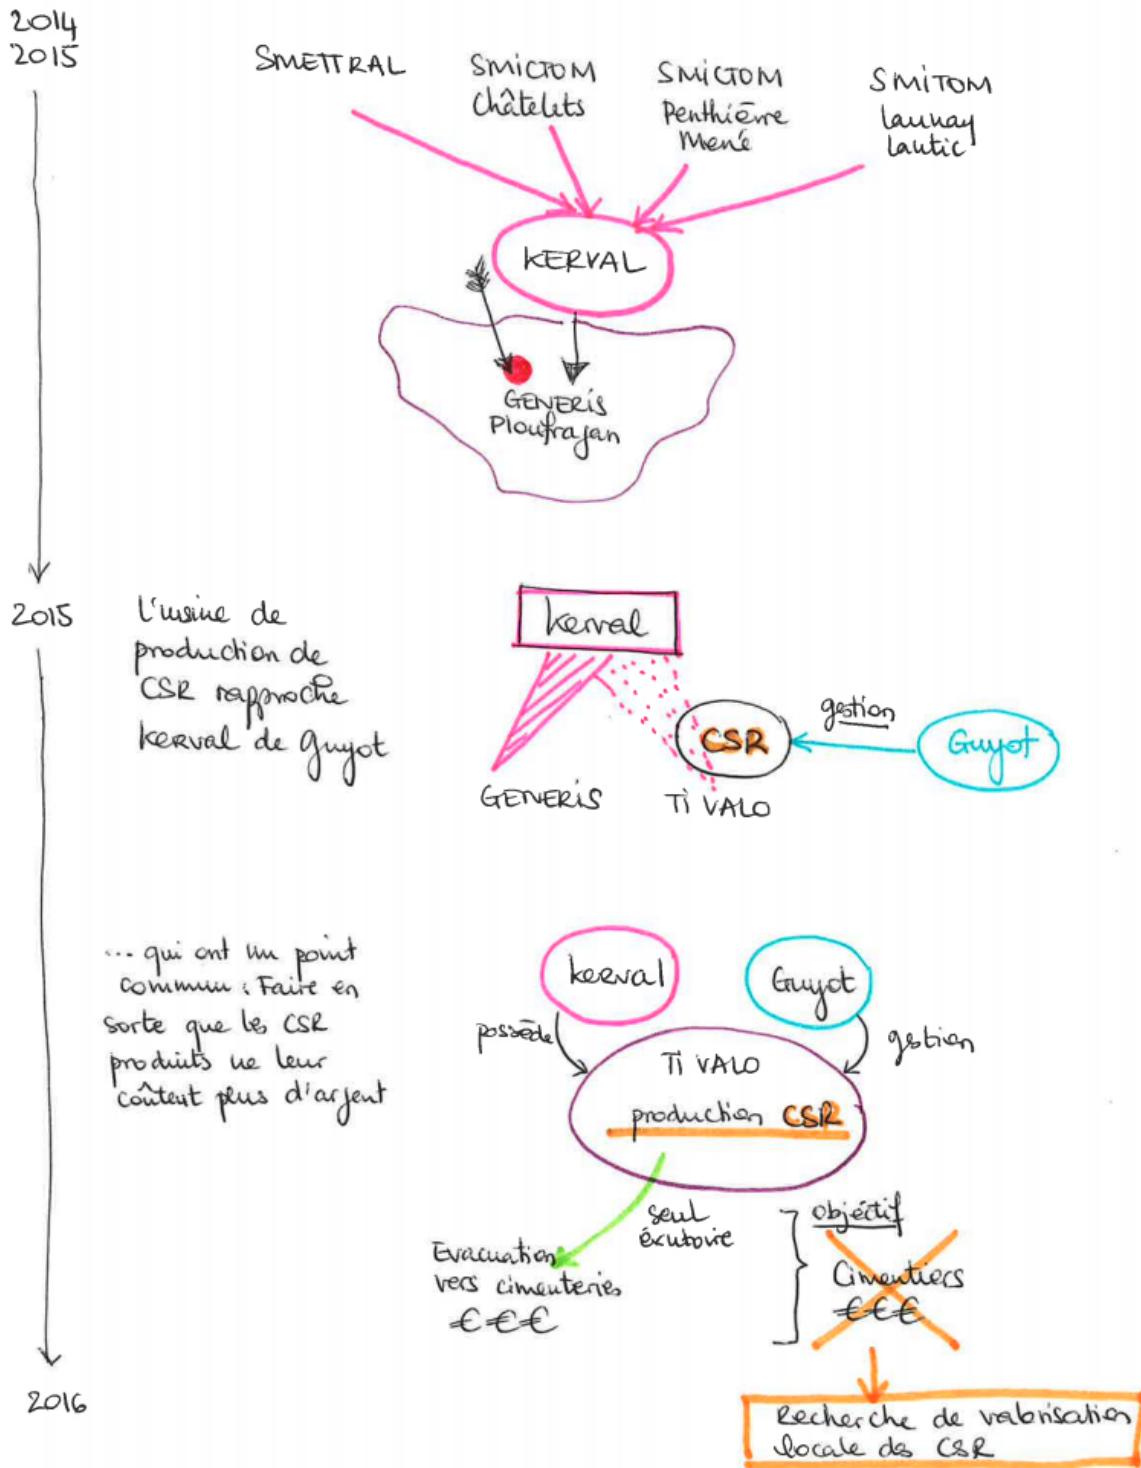 2014
2015
SMETTRAL
SMICTOM
Châtelets
SMICTOM
Penthièvre
Mené
SMITOM
Launay
Lantic
KERVAL
GENERIS
Ploufragan
2015
L'usine de
production de
CSR rapproche
Kerval de Guyot
Kerval
CSR
gestion
Guyot
GENERIS
Ti VALO
... qui ont un point
commun : Faire en
sorte que les CSR
produits ne leur
coûtent plus d'argent
Kerval
Guyot
possède
gestion
Ti VALO
production CSR
seul
exutoire
Evacuation
vers cimenteries
€€€
objectif
Cimentiers
€€€
2016
Recherche de valorisation
locale des CSR